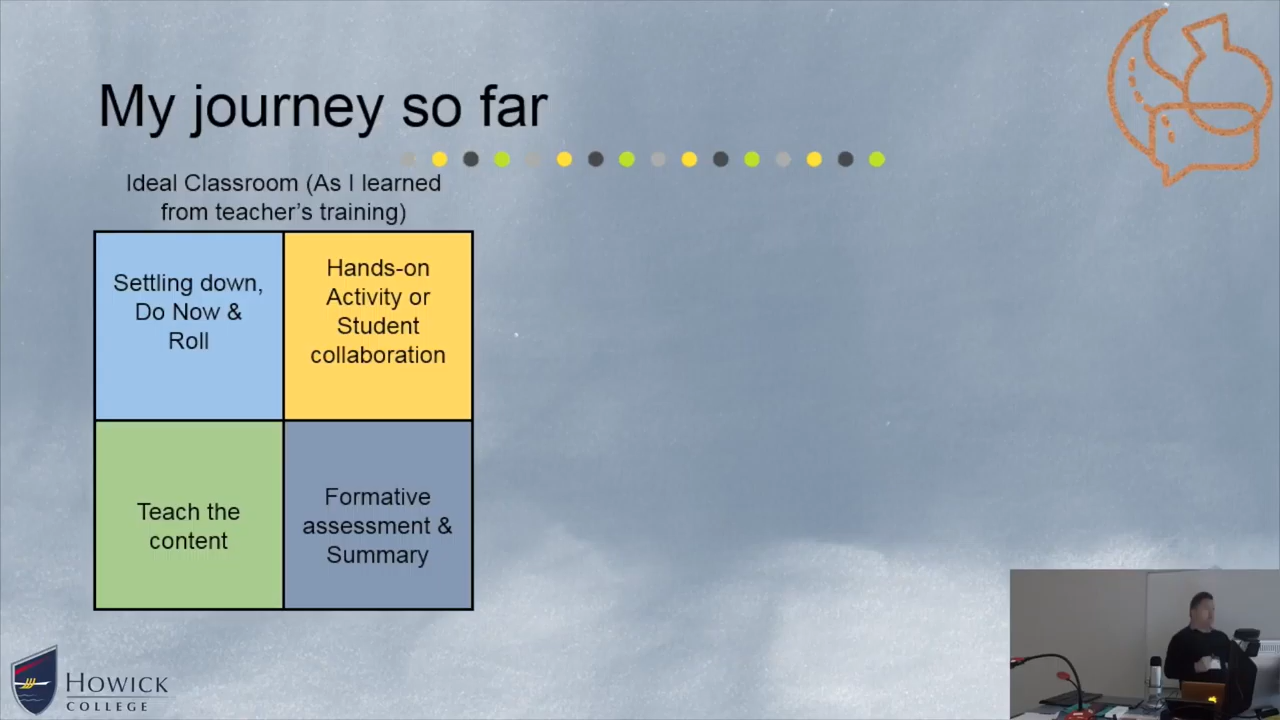 My journey so far
Ideal Classroom (As I learned
from teacher's training)
Settling down,
Do Now &
Roll
Hands-on
Activity or
Student
collaboration
Teach the
content
Formative
assessment &
Summary
HOWICK
COLLEGE